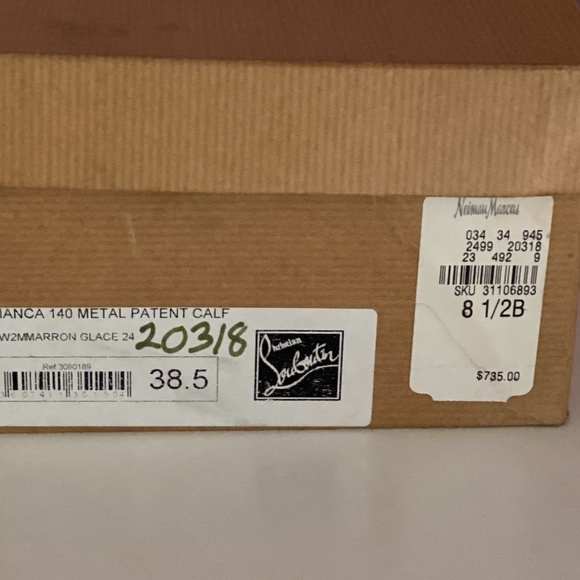 Neiman Marcus
034 34 945
2499 20318
23 492 9
SKU 31106893
8 1/2B
$735.00
IANCA 140 METAL PATENT CALF
W2MMARRON GLACE 24
20318
Ref.3080189
38.5
Christian
Louboutin